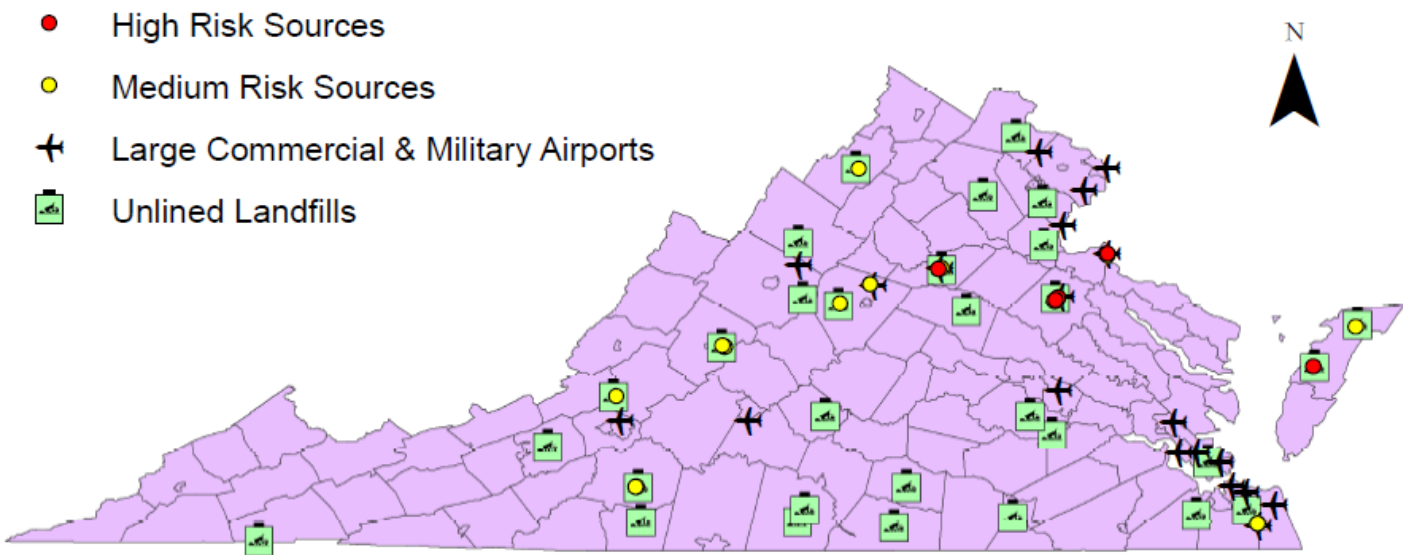 High Risk Sources
Medium Risk Sources
Large Commercial & Military Airports
Unlined Landfills
N